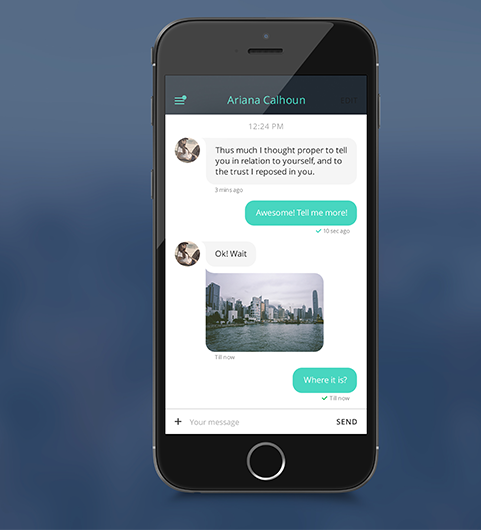 Ariana Calhoun
EDIT
12:24 PM
Thus much I thought proper to tell
you in relation to yourself, and to
the trust I reposed in you.
3 mins ago
Awesome! Tell me more!
10 sec ago
Ok! Wait
Till now
Where it is?
Till now
+ Your message SEND